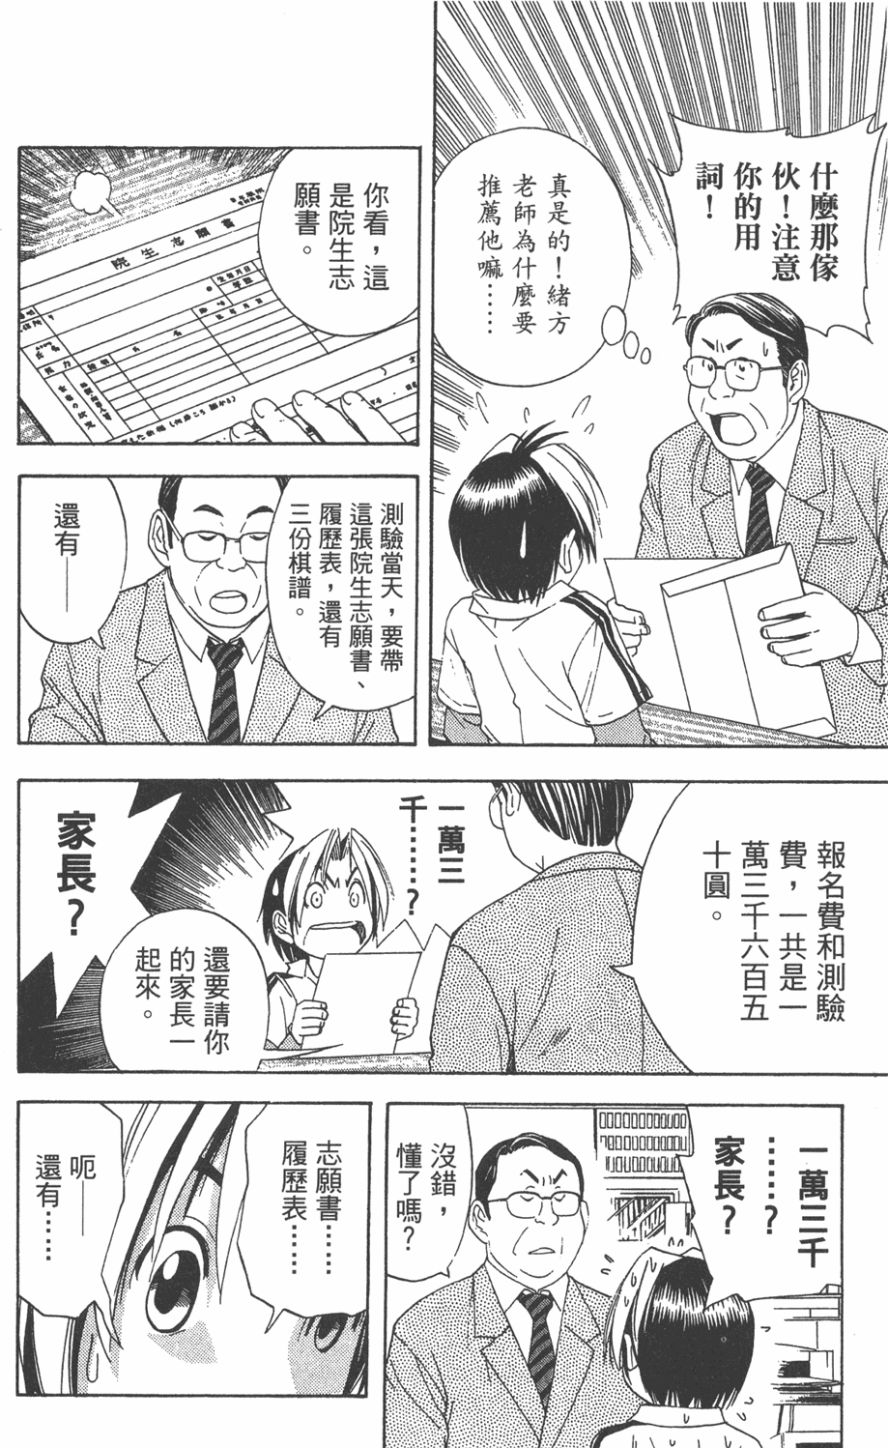 什麼那傢
伙！注意
你的用
詞！
真是的！緒方
老師為什麼要
推薦他嘛……
你看，這
是院生志
願書。
院生志願書
測驗當天，要帶
這張院生志願書、
履歷表，還有
三份棋譜。
還有——
報名費和測驗
費，一共是一
萬三千六百五
十圓。
一萬三
千……？
還要請你
的家長一
起來。
家長？
一萬三千
……？
家長？
沒錯，
懂了嗎？
志願書……
履歷表……
呃——
還有……